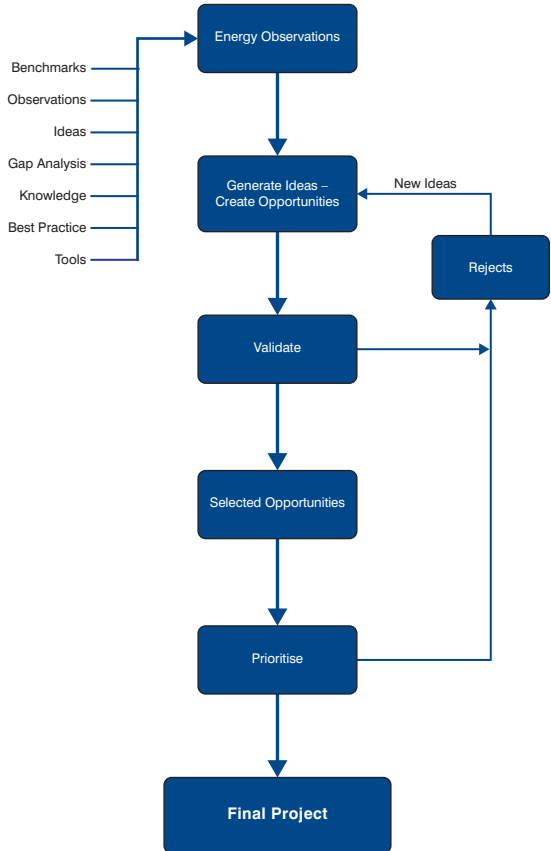 Energy Observations
Benchmarks
Observations
Ideas
Gap Analysis
Knowledge
Best Practice
Tools
Generate Ideas –
Create Opportunities
New Ideas
Rejects
Validate
Selected Opportunities
Prioritise
Final Project